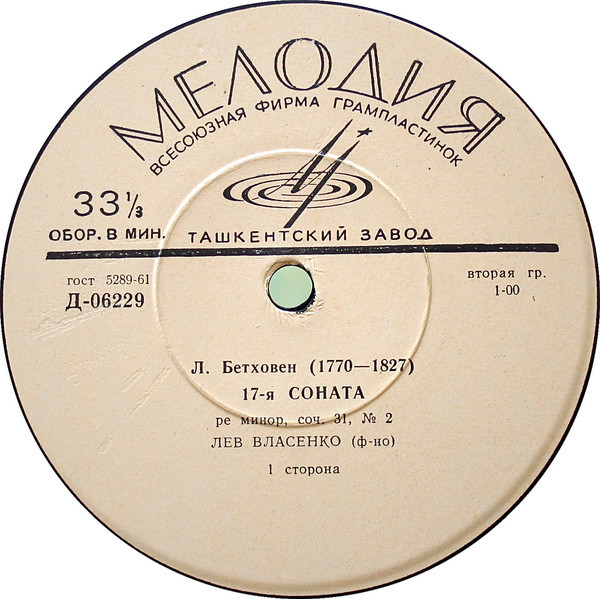 МЕЛОДИЯ
ВСЕСОЮЗНАЯ ФИРМА ГРАМПЛАСТИНОК
33⅓
ОБОР. В МИН.
ТАШКЕНТСКИЙ ЗАВОД
гост 5289-61
Д-06229
вторая гр.
1-00
Л. Бетховен (1770—1827)
17-я СОНАТА
ре минор, соч. 31, № 2
ЛЕВ ВЛАСЕНКО (ф-но)
1 сторона